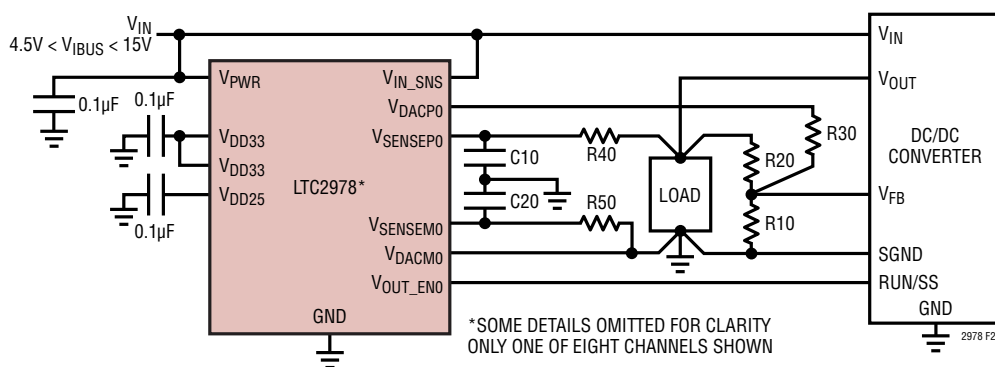 VIN
4.5V < VIBUS < 15V
0.1µF
0.1µF
0.1µF
VPWR
VDD33
VDD33
VDD25
LTC2978*
GND
VIN_SNS
VDACP0
VSENSEP0
VSENSEM0
VDACM0
VOUT_EN0
C10
C20
R40
R50
LOAD
R20
R30
R10
VIN
VOUT
DC/DC
CONVERTER
VFB
SGND
RUN/SS
GND
*SOME DETAILS OMITTED FOR CLARITY
ONLY ONE OF EIGHT CHANNELS SHOWN